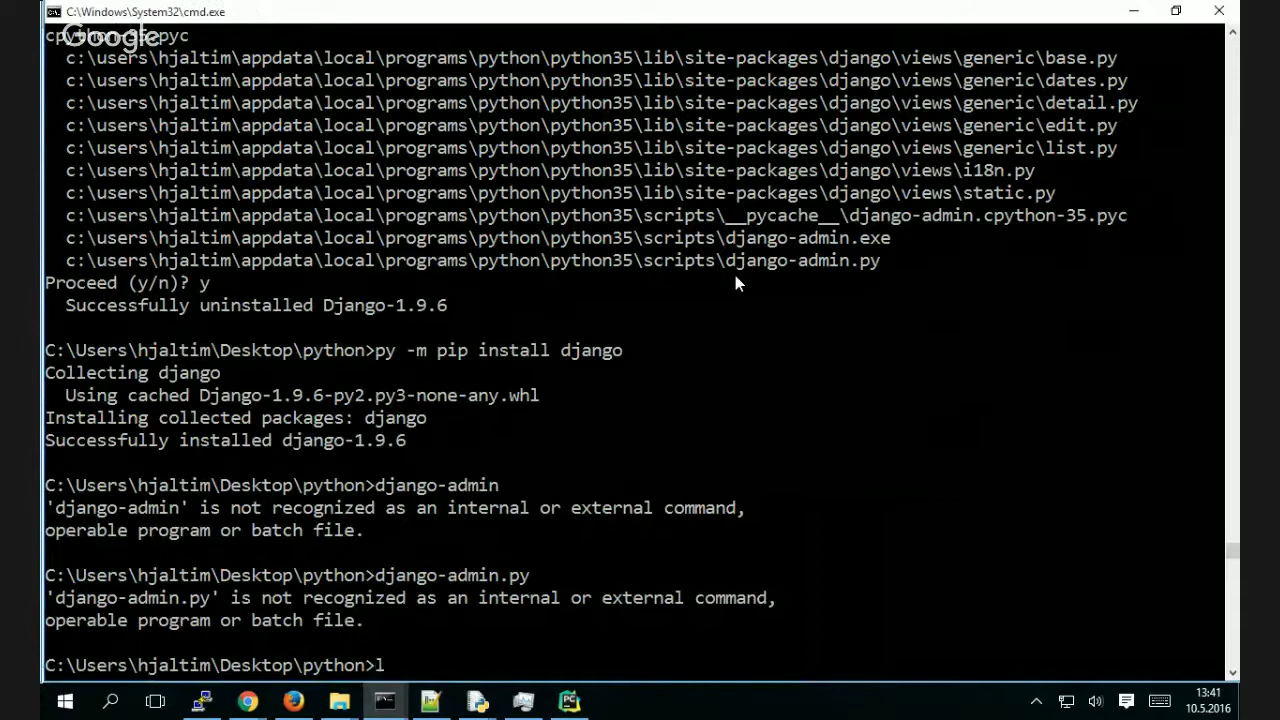 C:\Windows\System32\cmd.exe
Google
cpython-35.pyc
c:\users\hjaltim\appdata\local\programs\python\python35\lib\site-packages\django\views\generic\base.py
c:\users\hjaltim\appdata\local\programs\python\python35\lib\site-packages\django\views\generic\dates.py
c:\users\hjaltim\appdata\local\programs\python\python35\lib\site-packages\django\views\generic\detail.py
c:\users\hjaltim\appdata\local\programs\python\python35\lib\site-packages\django\views\generic\edit.py
c:\users\hjaltim\appdata\local\programs\python\python35\lib\site-packages\django\views\generic\list.py
c:\users\hjaltim\appdata\local\programs\python\python35\lib\site-packages\django\views\i18n.py
c:\users\hjaltim\appdata\local\programs\python\python35\lib\site-packages\django\views\static.py
c:\users\hjaltim\appdata\local\programs\python\python35\scripts\__pycache__\django-admin.cpython-35.pyc
c:\users\hjaltim\appdata\local\programs\python\python35\scripts\django-admin.exe
c:\users\hjaltim\appdata\local\programs\python\python35\scripts\django-admin.py
Proceed (y/n)? y
Successfully uninstalled Django-1.9.6
C:\Users\hjaltim\Desktop\python>py -m pip install django
Collecting django
Using cached Django-1.9.6-py2.py3-none-any.whl
Installing collected packages: django
Successfully installed django-1.9.6
C:\Users\hjaltim\Desktop\python>django-admin
'django-admin' is not recognized as an internal or external command,
operable program or batch file.
C:\Users\hjaltim\Desktop\python>django-admin.py
'django-admin.py' is not recognized as an internal or external command,
operable program or batch file.
C:\Users\hjaltim\Desktop\python>l
13:41
10.5.2016